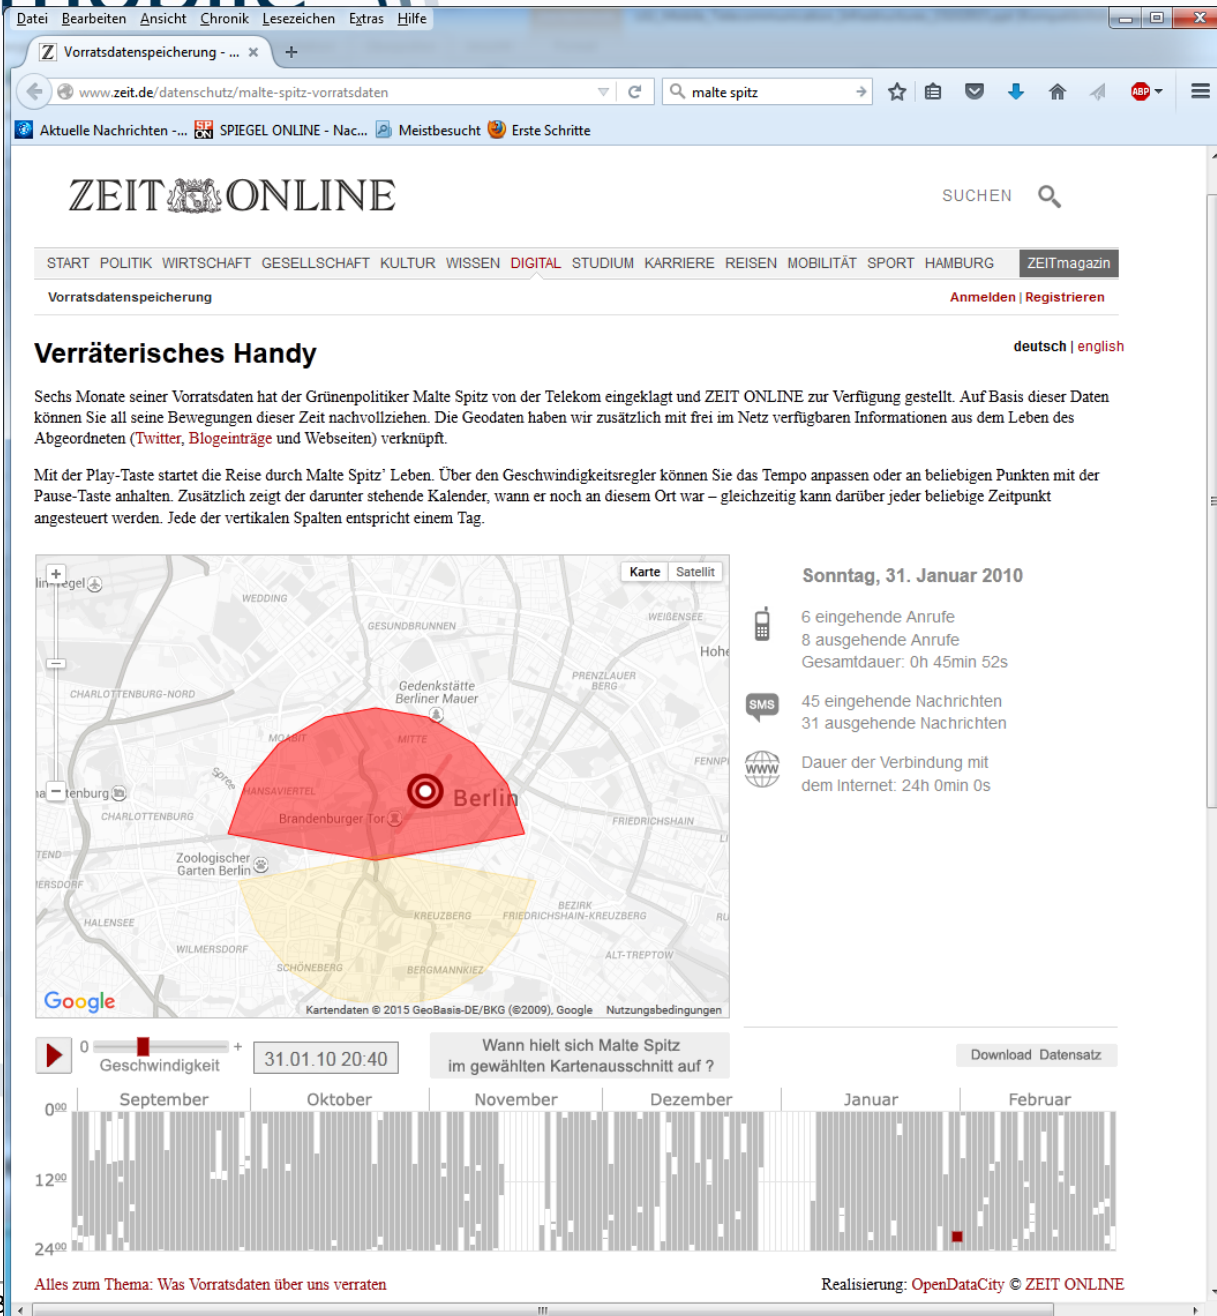 Datei Bearbeiten Ansicht Chronik Lesezeichen Extras Hilfe
Vorratsdatenspeicherung - ... × +
www.zeit.de/datenschutz/malte-spitz-vorratsdaten malte spitz ABP
Aktuelle Nachrichten -... SPIEGEL ONLINE - Nac... Meistbesucht Erste Schritte
ZEIT ONLINE
SUCHEN
START POLITIK WIRTSCHAFT GESELLSCHAFT KULTUR WISSEN DIGITAL STUDIUM KARRIERE REISEN MOBILITÄT SPORT HAMBURG ZEITmagazin
Vorratsdatenspeicherung Anmelden | Registrieren
Verräterisches Handy
deutsch | english
Sechs Monate seiner Vorratsdaten hat der Grünenpolitiker Malte Spitz von der Telekom eingeklagt und ZEIT ONLINE zur Verfügung gestellt. Auf Basis dieser Daten
können Sie all seine Bewegungen dieser Zeit nachvollziehen. Die Geodaten haben wir zusätzlich mit frei im Netz verfügbaren Informationen aus dem Leben des
Abgeordneten (Twitter, Blogeinträge und Webseiten) verknüpft.
Mit der Play-Taste startet die Reise durch Malte Spitz’ Leben. Über den Geschwindigkeitsregler können Sie das Tempo anpassen oder an beliebigen Punkten mit der
Pause-Taste anhalten. Zusätzlich zeigt der darunter stehende Kalender, wann er noch an diesem Ort war – gleichzeitig kann darüber jeder beliebige Zeitpunkt
angesteuert werden. Jede der vertikalen Spalten entspricht einem Tag.
Karte Satellit
WEDDING
GESUNDBRUNNEN
WEIßENSEE
CHARLOTTENBURG-NORD
Gedenkstätte
Berliner Mauer
PRENZLAUER
BERG
MOABIT
MITTE
Spree
HANSAVIERTEL
Berlin
CHARLOTTENBURG
Brandenburger Tor
FRIEDRICHSHAIN
Zoologischer
Garten Berlin
HALENSEE
KREUZBERG
BEZIRK
FRIEDRICHSHAIN-KREUZBERG
WILMERSDORF
SCHÖNEBERG
BERGMANNKIEZ
ALT-TREPTOW
Google
Kartendaten © 2015 GeoBasis-DE/BKG (©2009), Google Nutzungsbedingungen
Sonntag, 31. Januar 2010
6 eingehende Anrufe
8 ausgehende Anrufe
Gesamtdauer: 0h 45min 52s
SMS
45 eingehende Nachrichten
31 ausgehende Nachrichten
www
Dauer der Verbindung mit
dem Internet: 24h 0min 0s
0 +
Geschwindigkeit
31.01.10 20:40
Wann hielt sich Malte Spitz
im gewählten Kartenausschnitt auf ?
Download Datensatz
September Oktober November Dezember Januar Februar
0⁰⁰
12⁰⁰
24⁰⁰
Alles zum Thema: Was Vorratsdaten über uns verraten
Realisierung: OpenDataCity © ZEIT ONLINE